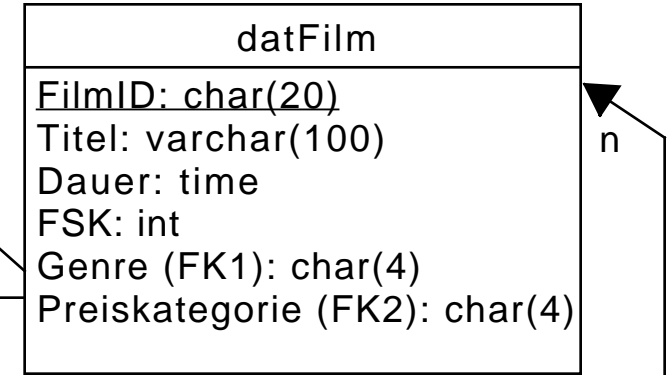 datFilm
FilmID: char(20)
Titel: varchar(100)
n
Dauer: time
FSK: int
Genre (FK1): char(4)
Preiskategorie (FK2): char(4)